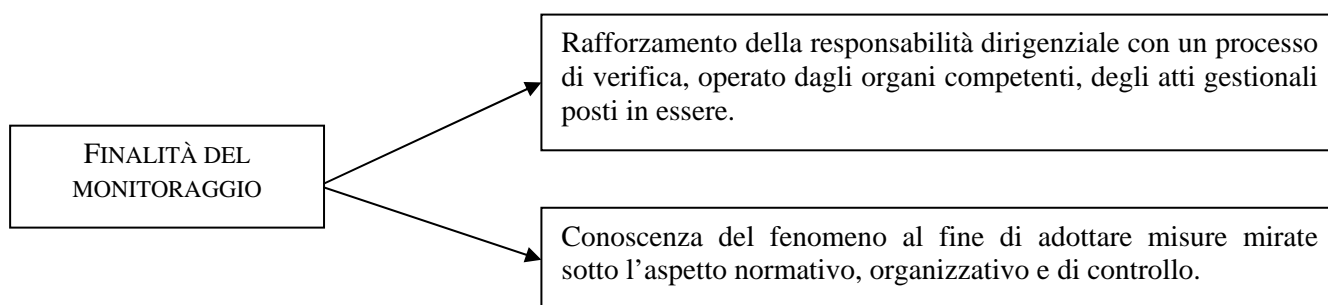 FINALITÀ DEL
MONITORAGGIO
Rafforzamento della responsabilità dirigenziale con un processo
di verifica, operato dagli organi competenti, degli atti gestionali
posti in essere.
Conoscenza del fenomeno al fine di adottare misure mirate
sotto l’aspetto normativo, organizzativo e di controllo.